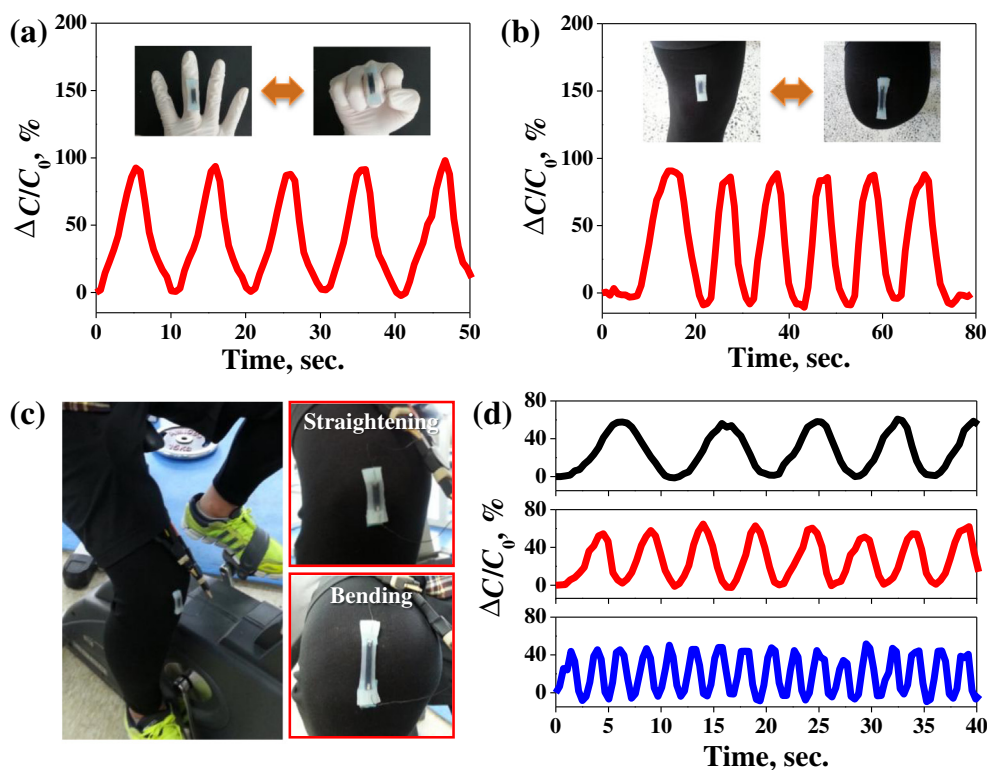 (a)
200
150
100
50
0
ΔC/C₀, %
0 10 20 30 40 50
Time, sec.
(b)
200
150
100
50
0
ΔC/C₀, %
0 20 40 60 80
Time, sec.
(c)
Straightening
Bending
(d)
80
40
0
80
40
0
80
40
0
ΔC/C₀, %
0 5 10 15 20 25 30 35 40
Time, sec.